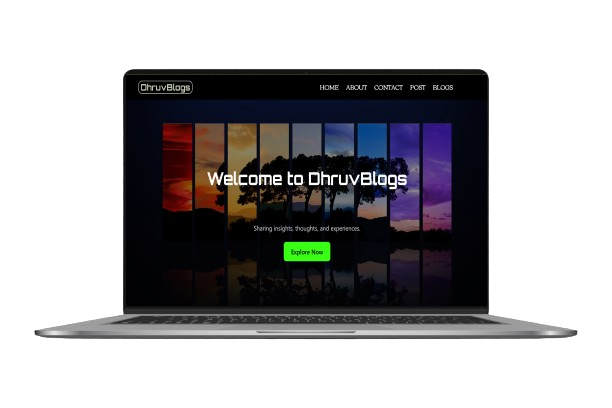 DhruvBlogs
HOME ABOUT CONTACT POST BLOGS
Welcome to DhruvBlogs
Sharing insights, thoughts, and experiences.
Explore Now